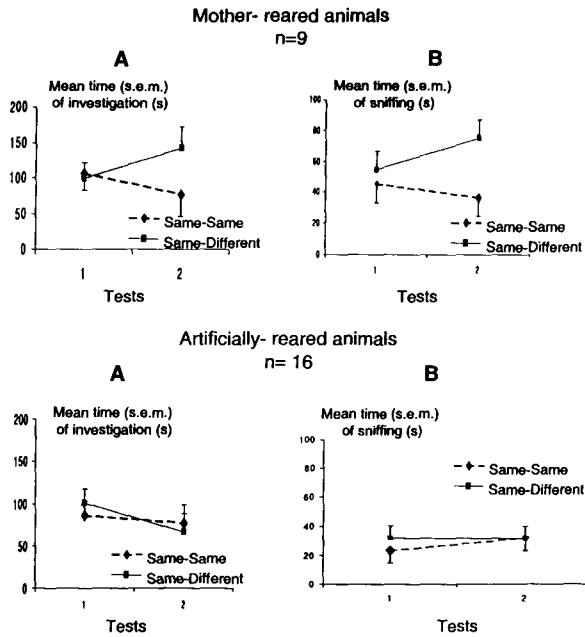 Mother- reared animals
n=9
A
B
Mean time (s.e.m.)
of investigation (s)
200
150
100
50
0
Same-Same
Same-Different
1
2
Tests
Mean time (s.e.m.)
of sniffing (s)
100
80
60
40
20
0
Same-Same
Same-Different
1
2
Tests
Artificially- reared animals
n= 16
A
B
Mean time (s.e.m.)
of investigation (s)
200
150
100
50
0
Same-Same
Same-Different
1
2
Tests
Mean time (s.e.m.)
of sniffing (s)
100
80
60
40
20
0
Same-Same
Same-Different
1
2
Tests